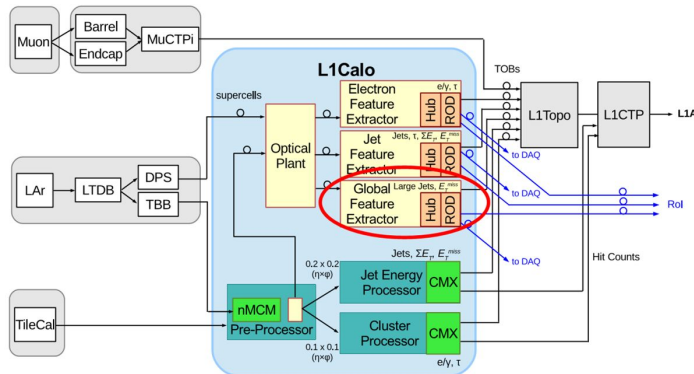 Muon
Barrel
Endcap
MuCTPi
L1Calo
supercells
Optical
Plant
e/γ, τ
Electron
Feature
Extractor
Hub
ROD
Jets, τ, ΣE_T, E_T^miss
Jet
Feature
Extractor
Hub
ROD
Large Jets, E_T^miss
Global
Feature
Extractor
Hub
ROD
TOBs
L1Topo
L1CTP
L1A
to DAQ
to DAQ
to DAQ
RoI
Hit Counts
LAr
LTDB
DPS
TBB
TileCal
nMCM
Pre-Processor
0.2 x 0.2
(η×φ)
0.1 x 0.1
(η×φ)
Jets, ΣE_T, E_T^miss
Jet Energy
Processor
CMX
Cluster
Processor
CMX
e/γ, τ